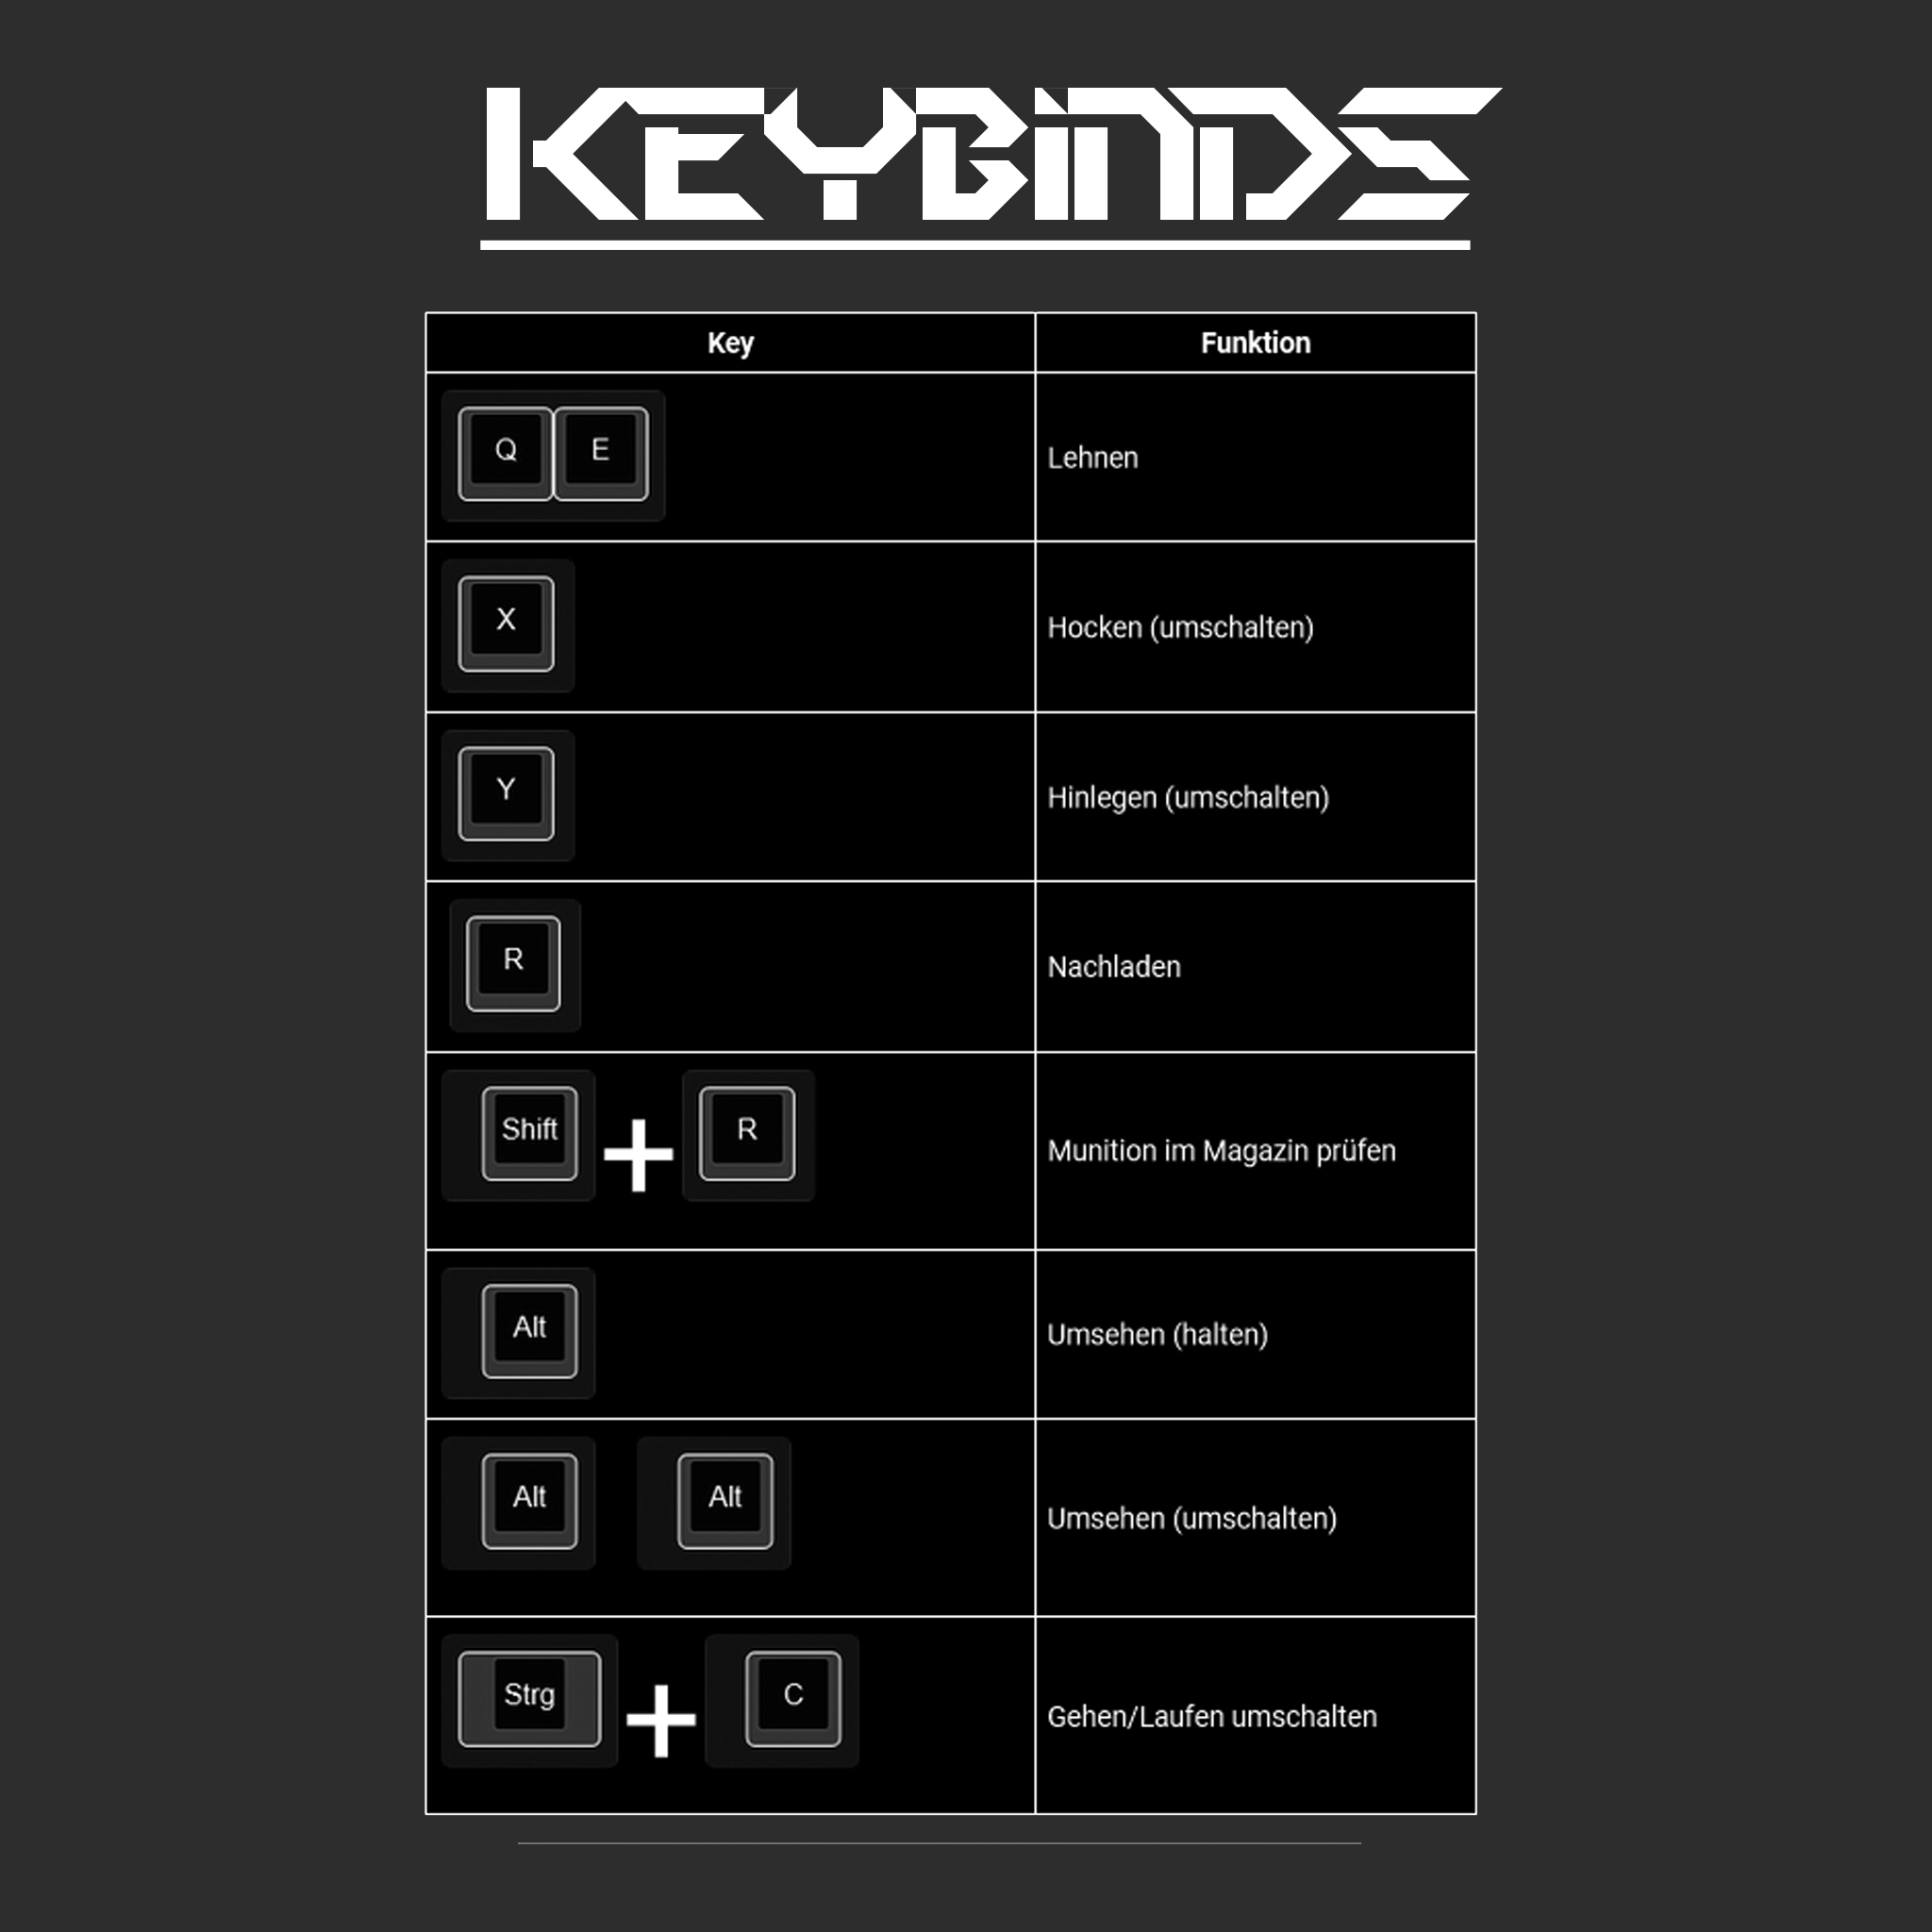 KEYBINDS
Key Funktion
Q E Lehnen
X Hocken (umschalten)
Y Hinlegen (umschalten)
R Nachladen
Shift + R Munition im Magazin prüfen
Alt Umsehen (halten)
Alt Alt Umsehen (umschalten)
Strg + C Gehen/Laufen umschalten